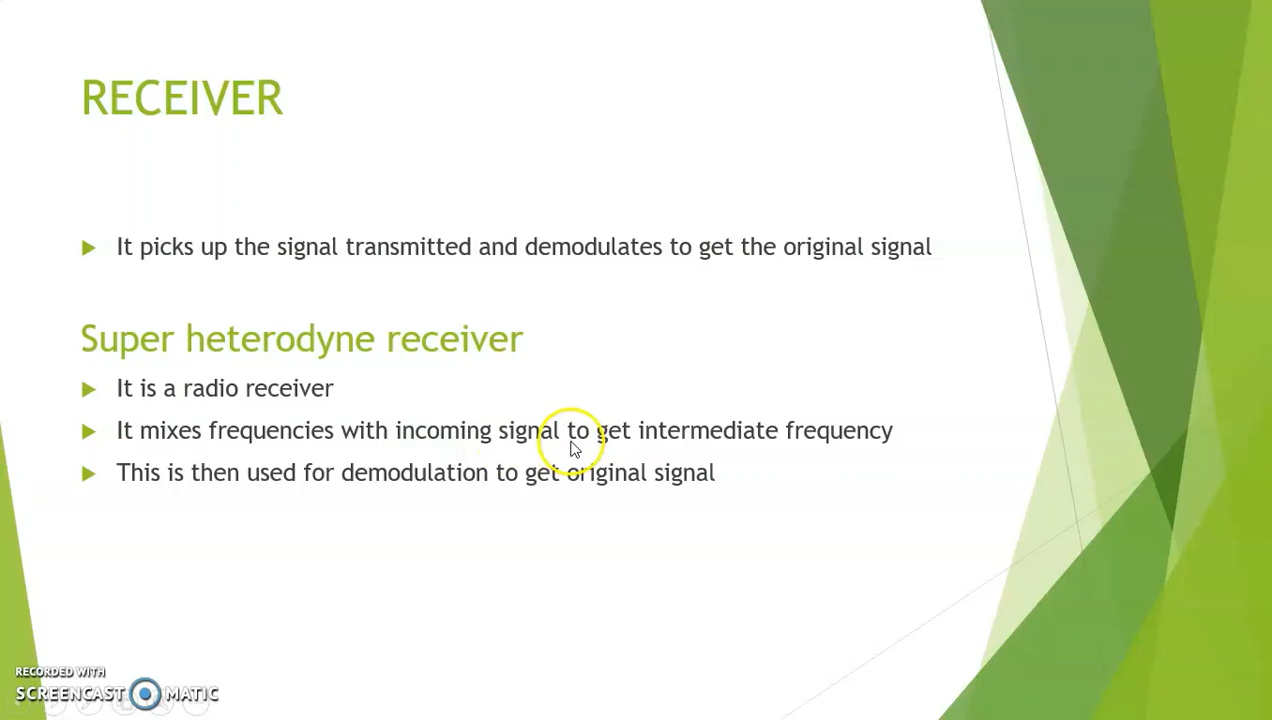 RECEIVER
It picks up the signal transmitted and demodulates to get the original signal
Super heterodyne receiver
It is a radio receiver
It mixes frequencies with incoming signal to get intermediate frequency
This is then used for demodulation to get original signal
RECORDED WITH
SCREENCAST MATIC